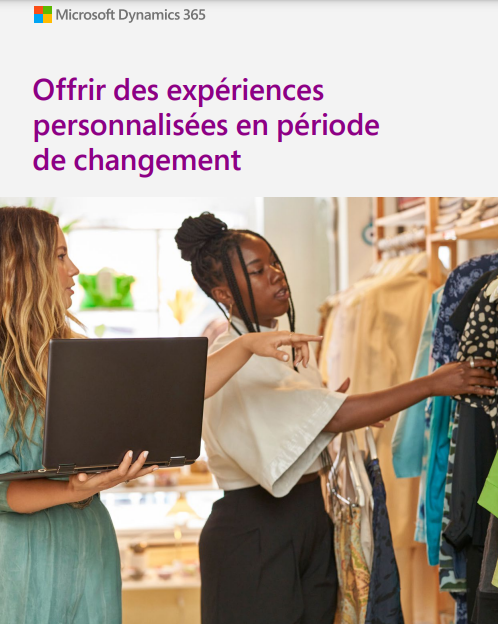 Microsoft Dynamics 365
Offrir des expériences
personnalisées en période
de changement